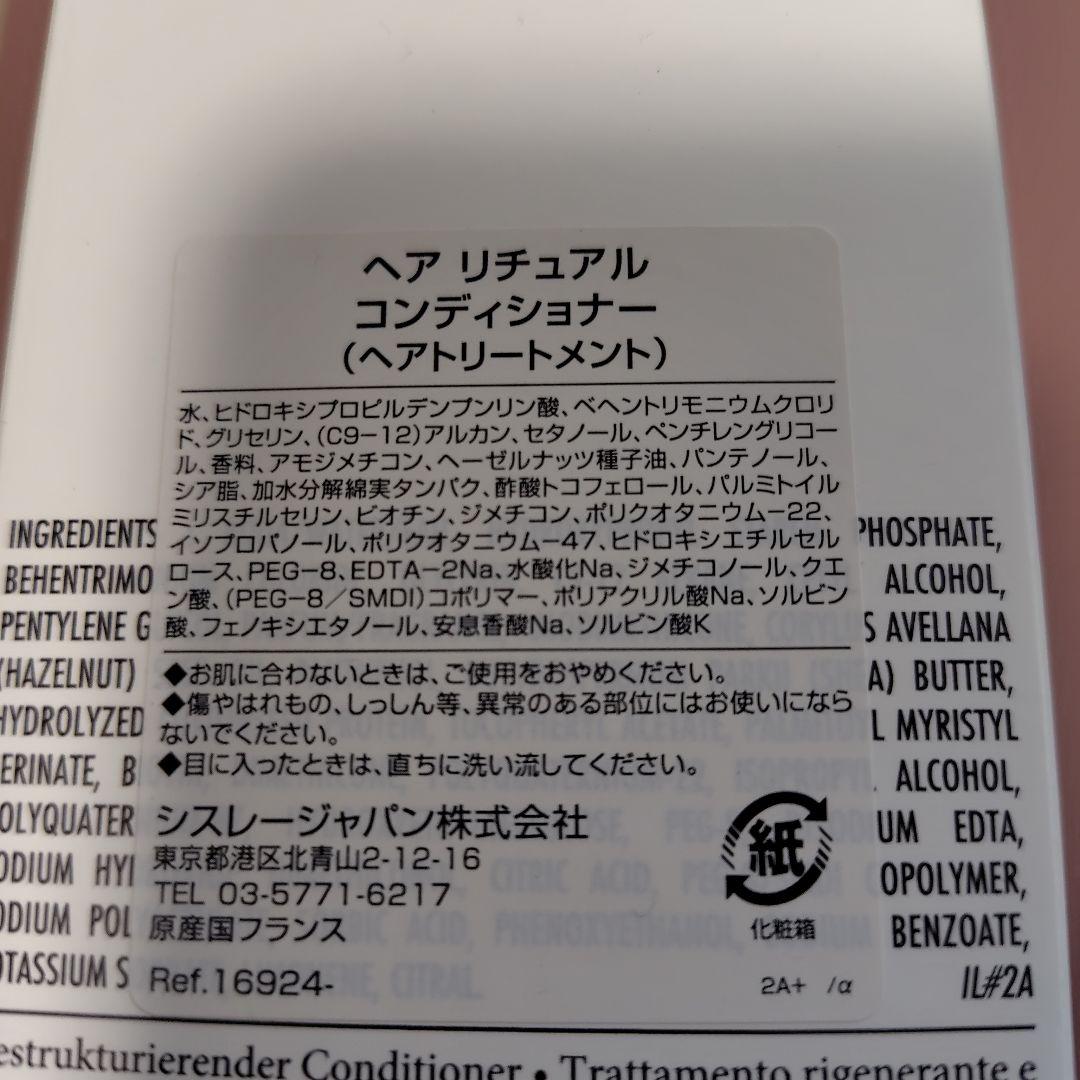 ヘア リチュアル
コンディショナー
(ヘアトリートメント)
水、ヒドロキシプロピルデンプンリン酸、ベヘントリモニウムクロリ
ド、グリセリン、(C9-12)アルカン、セタノール、ペンチレングリコー
ル、香料、アモジメチコン、ヘーゼルナッツ種子油、パンテノール、
シア脂、加水分解綿実タンパク、酢酸トコフェロール、パルミトイル
ミリスチルセリン、ビオチン、ジメチコン、ポリクオタニウム-22、
イソプロパノール、ポリクオタニウム-47、ヒドロキシエチルセル
ロース、PEG-8、EDTA-2Na、水酸化Na、ジメチコノール、クエ
ン酸、(PEG-8/SMDI)コポリマー、ポリアクリル酸Na、ソルビン
酸、フェノキシエタノール、安息香酸Na、ソルビン酸K
◆お肌に合わないときは、ご使用をおやめください。
◆傷やはれもの、しっしん等、異常のある部位にはお使いになら
ないでください。
◆目に入ったときは、直ちに洗い流してください。
シスレージャパン株式会社
東京都港区北青山2-12-16
TEL 03-5771-6217
原産国フランス
Ref.16924-
紙
化粧箱
2A+ /α
INGREDIENTS PHOSPHATE,
BEHENTRIMO ALCOHOL,
PENTYLENE G S AVELLANA
(HAZELNUT) A) BUTTER,
HYDROLYZED L MYRISTYL
ERINATE, B ALCOHOL,
OLYQUATER UM EDTA,
ODIUM HYI OPOLYMER,
ODIUM POL BENZOATE,
OTASSIUM S IL#2A
estrukturierender Conditioner • Trattamento rigenerante e